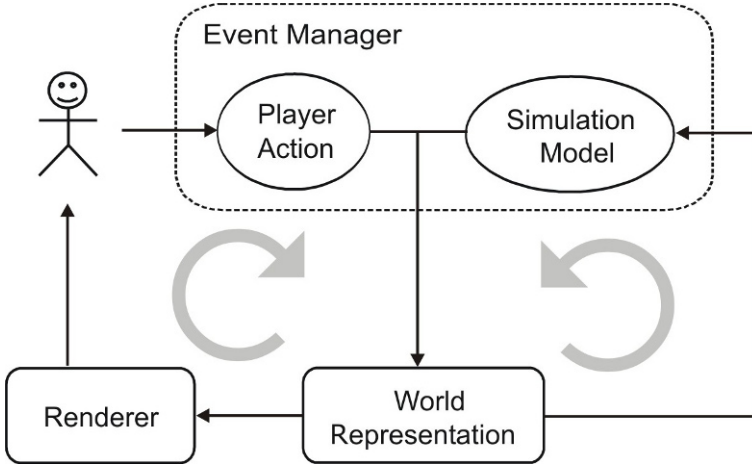 Event Manager
Player
Action
Simulation
Model
Renderer
World
Representation